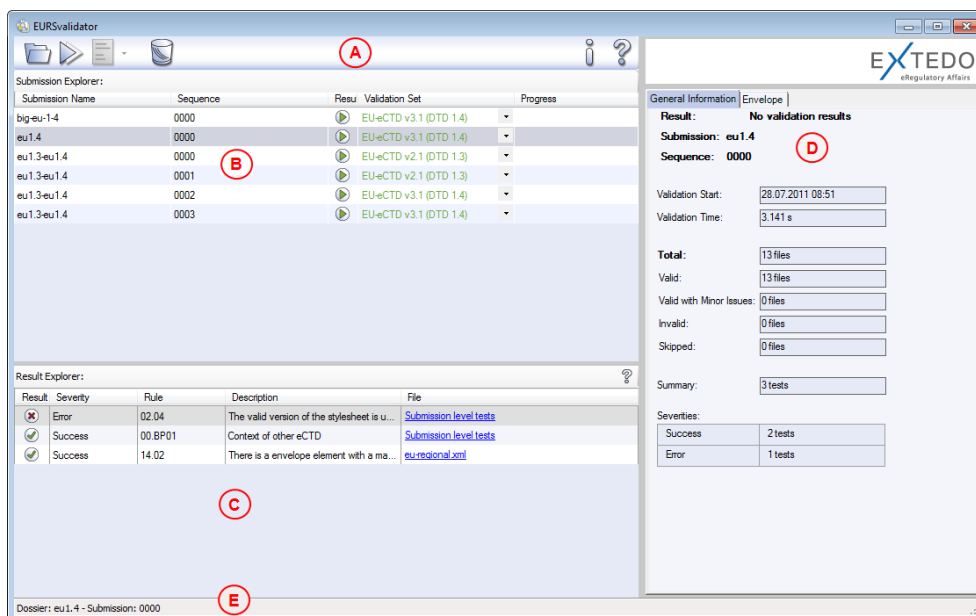 EURSvalidator
A
EXTEDO
eRegulatory Affairs
Submission Explorer:
Submission Name Sequence Resu Validation Set Progress
big-eu-1-4 0000 EU-eCTD v3.1 (DTD 1.4)
eu1.4 0000 EU-eCTD v3.1 (DTD 1.4)
eu1.3-eu1.4 0000 EU-eCTD v2.1 (DTD 1.3)
B
eu1.3-eu1.4 0001 EU-eCTD v2.1 (DTD 1.3)
eu1.3-eu1.4 0002 EU-eCTD v3.1 (DTD 1.4)
eu1.3-eu1.4 0003 EU-eCTD v3.1 (DTD 1.4)
Result Explorer:
Result Severity Rule Description File
Error 02.04 The valid version of the stylesheet is u... Submission level tests
Success 00.BP01 Context of other eCTD Submission level tests
Success 14.02 There is a envelope element with a ma... eu-regional.xml
C
General Information Envelope
Result: No validation results
Submission: eu1.4
D
Sequence: 0000
Validation Start: 28.07.2011 08:51
Validation Time: 3.141 s
Total: 13 files
Valid: 13 files
Valid with Minor Issues: 0 files
Invalid: 0 files
Skipped: 0 files
Summary: 3 tests
Severities:
Success 2 tests
Error 1 tests
E
Dossier: eu1.4 - Submission: 0000